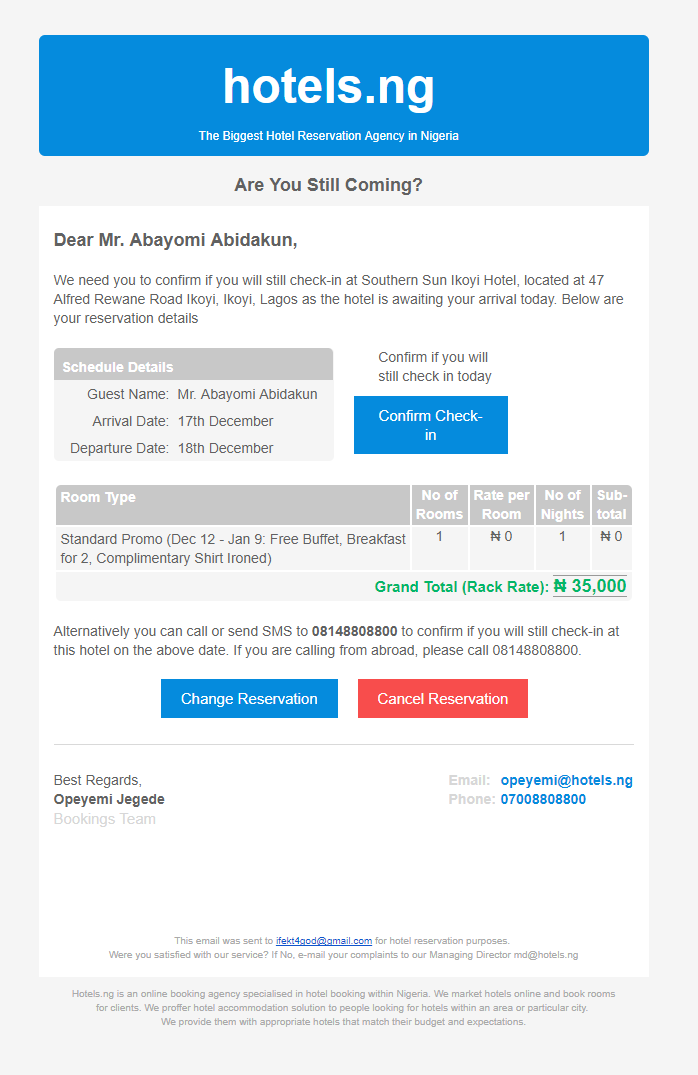 hotels.ng
The Biggest Hotel Reservation Agency in Nigeria
Are You Still Coming?
Dear Mr. Abayomi Abidakun,
We need you to confirm if you will still check-in at Southern Sun Ikoyi Hotel, located at 47
Alfred Rewane Road Ikoyi, Ikoyi, Lagos as the hotel is awaiting your arrival today. Below are
your reservation details
Schedule Details
Guest Name: Mr. Abayomi Abidakun
Arrival Date: 17th December
Departure Date: 18th December
Confirm if you will
still check in today
Confirm Check-
in
Room Type
No of
Rooms
Rate per
Room
No of
Nights
Sub-
total
Standard Promo (Dec 12 - Jan 9: Free Buffet, Breakfast
for 2, Complimentary Shirt Ironed)
1
₦ 0
1
₦ 0
Grand Total (Rack Rate): ₦ 35,000
Alternatively you can call or send SMS to 08148808800 to confirm if you will still check-in at
this hotel on the above date. If you are calling from abroad, please call 08148808800.
Change Reservation
Cancel Reservation
Best Regards,
Opeyemi Jegede
Bookings Team
Email: opeyemi@hotels.ng
Phone: 07008808800
This email was sent to ifekt4god@gmail.com for hotel reservation purposes.
Were you satisfied with our service? If No, e-mail your complaints to our Managing Director md@hotels.ng
Hotels.ng is an online booking agency specialised in hotel booking within Nigeria. We market hotels online and book rooms
for clients. We proffer hotel accommodation solution to people looking for hotels within an area or particular city.
We provide them with appropriate hotels that match their budget and expectations.